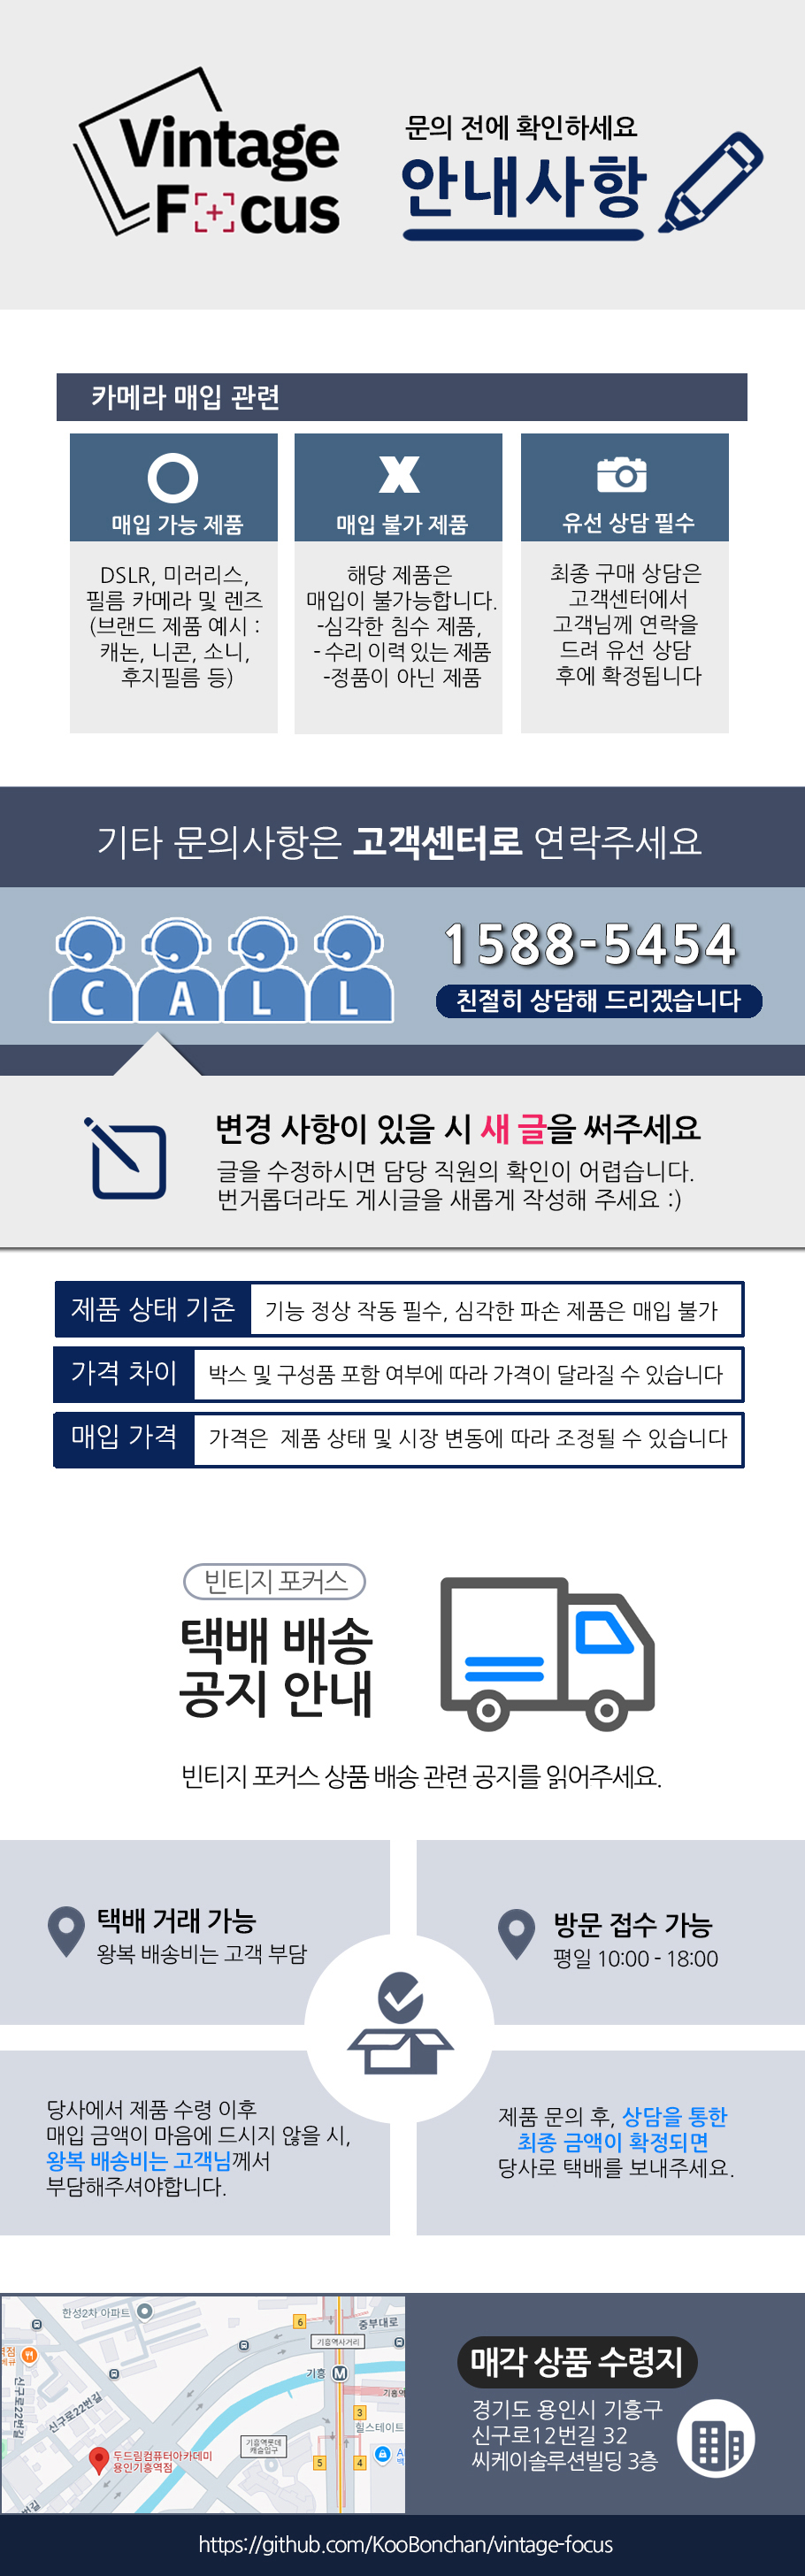 Vintage
Focus
문의 전에 확인하세요
안내사항
카메라 매입 관련
매입 가능 제품
DSLR, 미러리스,
필름 카메라 및 렌즈
(브랜드 제품 예시 :
캐논, 니콘, 소니,
후지필름 등)
X
매입 불가 제품
해당 제품은
매입이 불가능합니다.
-심각한 침수 제품,
- 수리 이력 있는 제품
-정품이 아닌 제품
유선 상담 필수
최종 구매 상담은
고객센터에서
고객님께 연락을
드려 유선 상담
후에 확정됩니다
기타 문의사항은 고객센터로 연락주세요
C A L L
1588-5454
친절히 상담해 드리겠습니다
변경 사항이 있을 시 새 글을 써주세요
글을 수정하시면 담당 직원의 확인이 어렵습니다.
번거롭더라도 게시글을 새롭게 작성해 주세요 :)
제품 상태 기준 기능 정상 작동 필수, 심각한 파손 제품은 매입 불가
가격 차이 박스 및 구성품 포함 여부에 따라 가격이 달라질 수 있습니다
매입 가격 가격은 제품 상태 및 시장 변동에 따라 조정될 수 있습니다
빈티지 포커스
택배 배송
공지 안내
빈티지 포커스 상품 배송 관련 공지를 읽어주세요.
택배 거래 가능
왕복 배송비는 고객 부담
방문 접수 가능
평일 10:00 - 18:00
당사에서 제품 수령 이후
매입 금액이 마음에 드시지 않을 시,
왕복 배송비는 고객님께서
부담해주셔야합니다.
제품 문의 후, 상담을 통한
최종 금액이 확정되면
당사로 택배를 보내주세요.
한성2차 아파트
6
중부대로
기흥역사거리
기흥 M
기흥역
신구로22번길
신구로22번길
3
힐스테이트
기흥역롯데
캐슬입구
5
4
두드림컴퓨터아카데미
용인기흥역점
번길
매각 상품 수령지
경기도 용인시 기흥구
신구로12번길 32
씨케이솔루션빌딩 3층
https://github.com/KooBonchan/vintage-focus